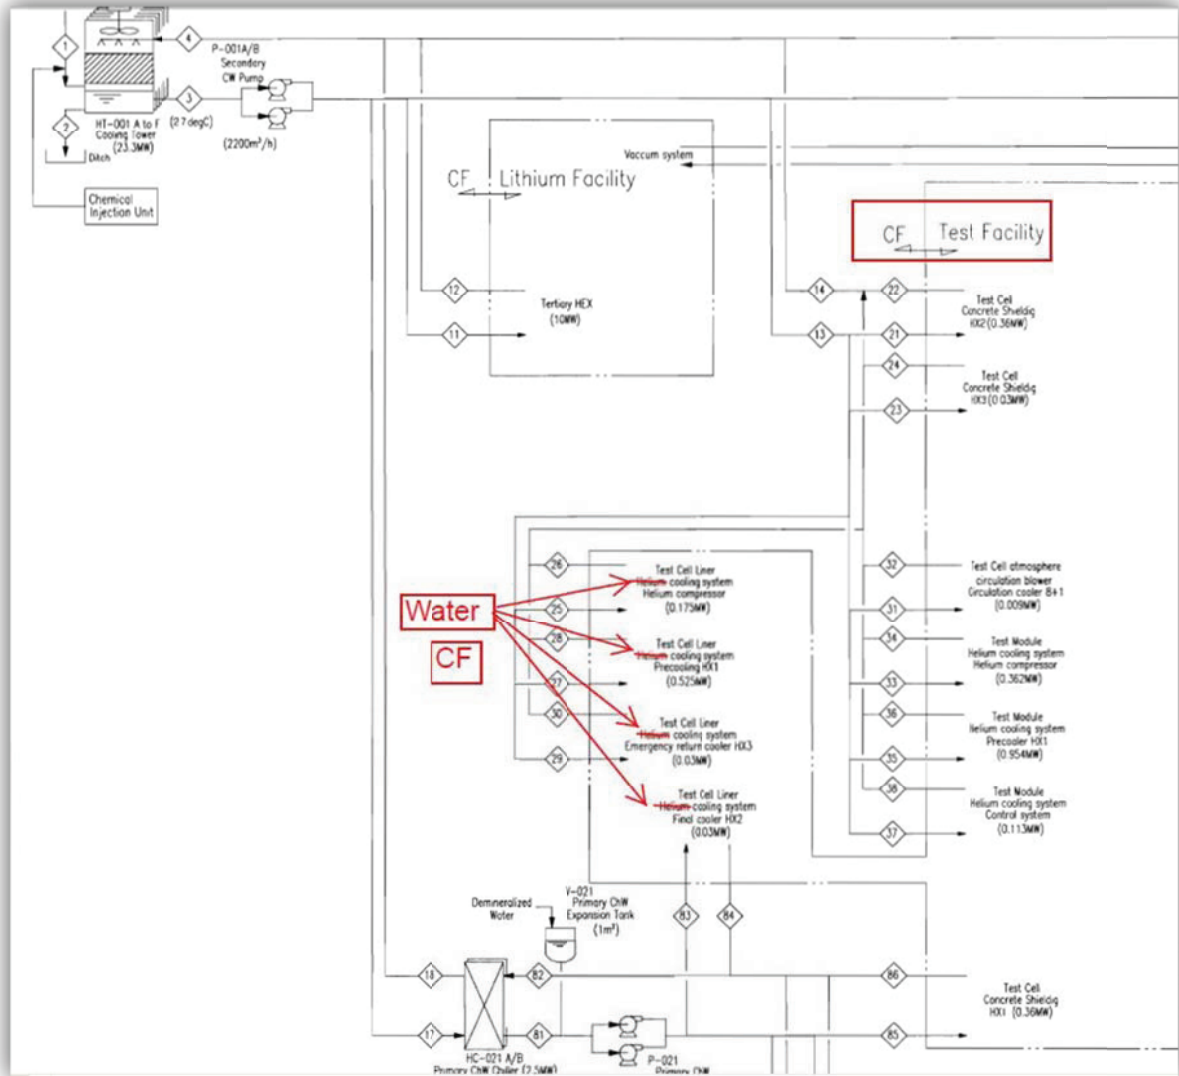 1
4
P-001A/B
Secondary
CW Pump
3
2
HT-001 A to F
Cooling Tower
(23.3MW)
(27degC)
(2200m³/h)
Ditch
Chemical
Injection Unit
Vaccum system
CF
Lithium Facility
CF
Test Facility
12
Tertiary HEX
(10MW)
11
14
22
Test Cell
Concrete Shieldig
HX2(0.36MW)
13
21
24
Test Cell
Concrete Shieldig
HX3(0.03MW)
23
26
Test Cell Liner
Helium cooling system
Helium compressor
(0.175MW)
25
Water
CF
28
Test Cell Liner
Helium cooling system
Precooling HX1
(0.525MW)
27
30
Test Cell Liner
Helium cooling system
Emergency return cooler HX3
(0.03MW)
29
Test Cell Liner
Helium cooling system
Final cooler HX2
(0.03MW)
32
Test Cell atmosphere
circulation blower
Circulation cooler B+1
(0.009MW)
31
34
Test Module
Helium cooling system
Helium compressor
(0.362MW)
33
36
Test Module
Helium cooling system
Precooler HX1
(0.954MW)
35
38
Test Module
Helium cooling system
Control system
(0.113MW)
37
Demineralized
Water
V-021
Primary ChW
Expansion Tank
(1m³)
83
84
18
82
86
Test Cell
Concrete Shieldig
HX1 (0.36MW)
17
81
85
HC-021 A/B
Primary ChW Chiller (2.5MW)
P-021
Primary ChW